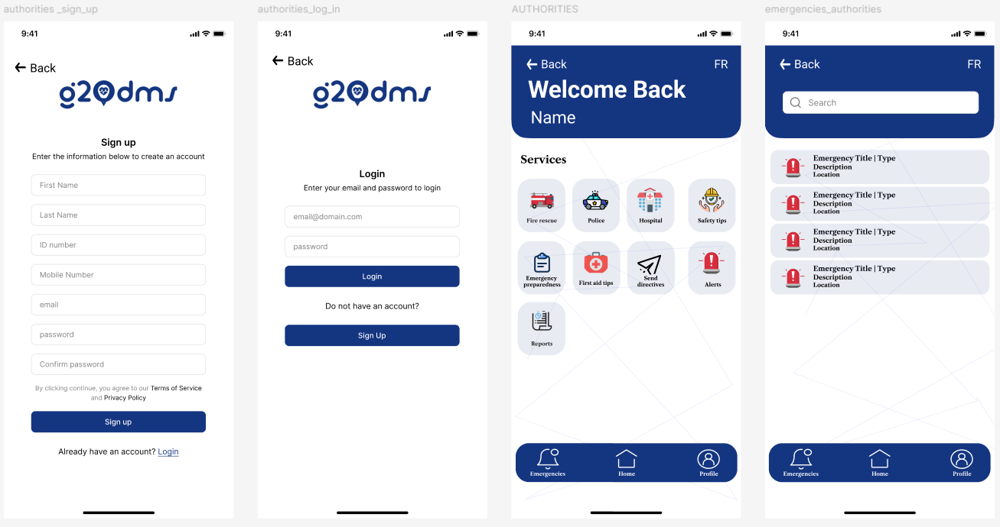 authorities _sign_up
9:41
Back
g20dms
Sign up
Enter the information below to create an account
First Name
Last Name
ID number
Mobile Number
email
password
Confirm password
By clicking continue, you agree to our Terms of Service
and Privacy Policy
Sign up
Already have an account? Login
authorities_log_in
9:41
Back
g20dms
Login
Enter your email and password to login
email@domain.com
password
Login
Do not have an account?
Sign Up
AUTHORITIES
9:41
Back
FR
Welcome Back
Name
Services
Fire rescue
Police
Hospital
Safety tips
Emergency
preparedness
First aid tips
Send
directives
Alerts
Reports
Emergencies
Home
Profile
emergencies_authorities
9:41
Back
FR
Search
Emergency Title | Type
Description
Location
Emergency Title | Type
Description
Location
Emergency Title | Type
Description
Location
Emergency Title | Type
Description
Location
Emergencies
Home
Profile